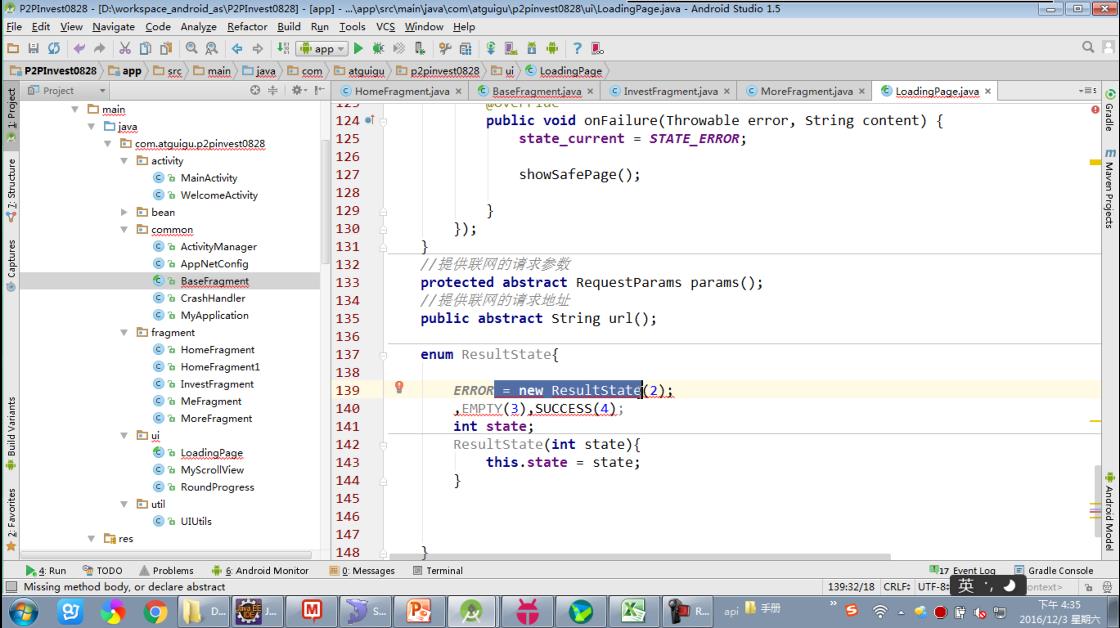 P2PInvest0828 - [D:\workspace_android_as\P2PInvest0828] - [app] - ...\app\src\main\java\com\atguigu\p2pinvest0828\ui\LoadingPage.java - Android Studio 1.5
File Edit View Navigate Code Analyze Refactor Build Run Tools VCS Window Help
app
P2PInvest0828 app src main java com atguigu p2pinvest0828 ui LoadingPage
Project
HomeFragment.java BaseFragment.java InvestFragment.java MoreFragment.java LoadingPage.java
1: Project
7: Structure
Captures
Build Variants
2: Favorites
main
java
com.atguigu.p2pinvest0828
activity
MainActivity
WelcomeActivity
bean
common
ActivityManager
AppNetConfig
BaseFragment
CrashHandler
MyApplication
fragment
HomeFragment
HomeFragment1
InvestFragment
MeFragment
MoreFragment
ui
LoadingPage
MyScrollView
RoundProgress
util
UIUtils
res
123 @Override
124 public void onFailure(Throwable error, String content) {
125 state_current = STATE_ERROR;
126
127 showSafePage();
128
129 }
130 });
131 }
132 //提供联网的请求参数
133 protected abstract RequestParams params();
134 //提供联网的请求地址
135 public abstract String url();
136
137 enum ResultState{
138
139 ERROR = new ResultState(2);
140 ,EMPTY(3),SUCCESS(4);
141 int state;
142 ResultState(int state){
143 this.state = state;
144 }
145
146
147
148 }
Gradle
Maven Projects
Android Model
4: Run TODO Problems 6: Android Monitor 0: Messages Terminal 17 Event Log Gradle Console
Missing method body, or declare abstract 139:32/18 CRLF÷ UTF-8÷ 英 ntext>
D... Java EE IDE J... S... R... api 手册
下午 4:35
2016/12/3 星期六